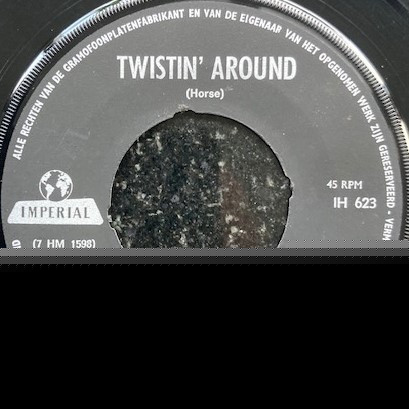 ALLE RECHTEN VAN DE GRAMOFOONPLATENFABRIKANT EN VAN DE EIGENAAR VAN HET OPGENOMEN WERK ZIJN GERESERVEERD - VERM
TWISTIN' AROUND
(Horse)
45 RPM
IMPERIAL
IH 623
(7 HM 1598)